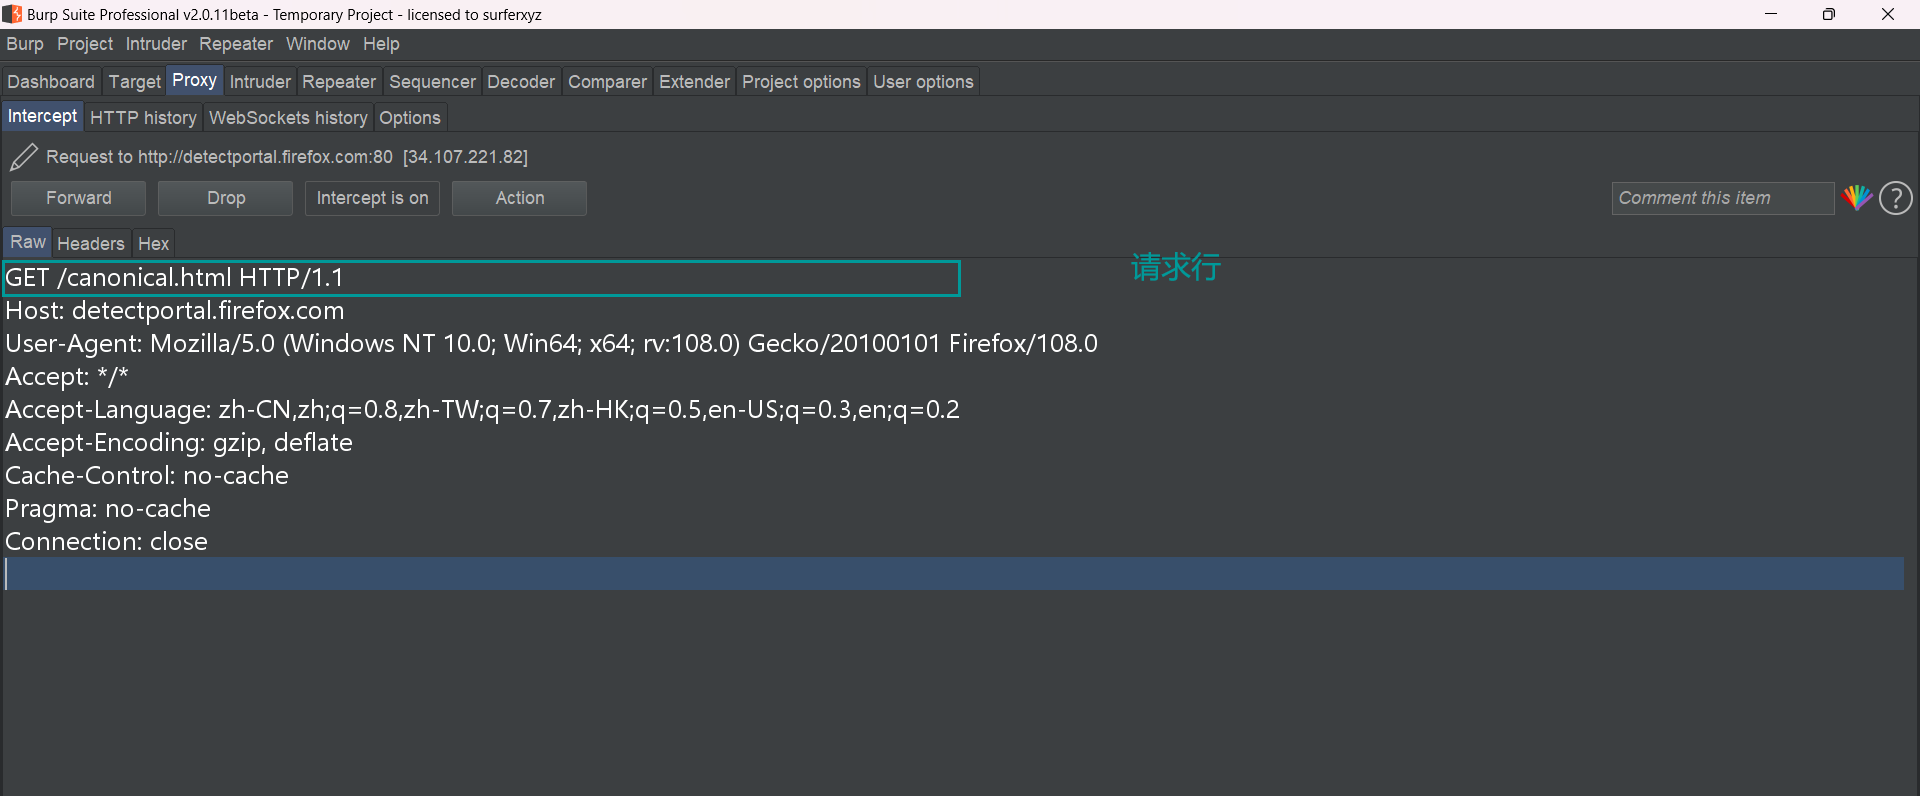 Burp Suite Professional v2.0.11beta - Temporary Project - licensed to surferxyz
Burp Project Intruder Repeater Window Help
Dashboard Target Proxy Intruder Repeater Sequencer Decoder Comparer Extender Project options User options
Intercept HTTP history WebSockets history Options
Request to http://detectportal.firefox.com:80 [34.107.221.82]
Forward Drop Intercept is on Action Comment this item ?
Raw Headers Hex
GET /canonical.html HTTP/1.1 请求行
Host: detectportal.firefox.com
User-Agent: Mozilla/5.0 (Windows NT 10.0; Win64; x64; rv:108.0) Gecko/20100101 Firefox/108.0
Accept: */*
Accept-Language: zh-CN,zh;q=0.8,zh-TW;q=0.7,zh-HK;q=0.5,en-US;q=0.3,en;q=0.2
Accept-Encoding: gzip, deflate
Cache-Control: no-cache
Pragma: no-cache
Connection: close